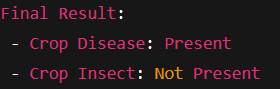 Final Result:
- Crop Disease: Present
- Crop Insect: Not Present